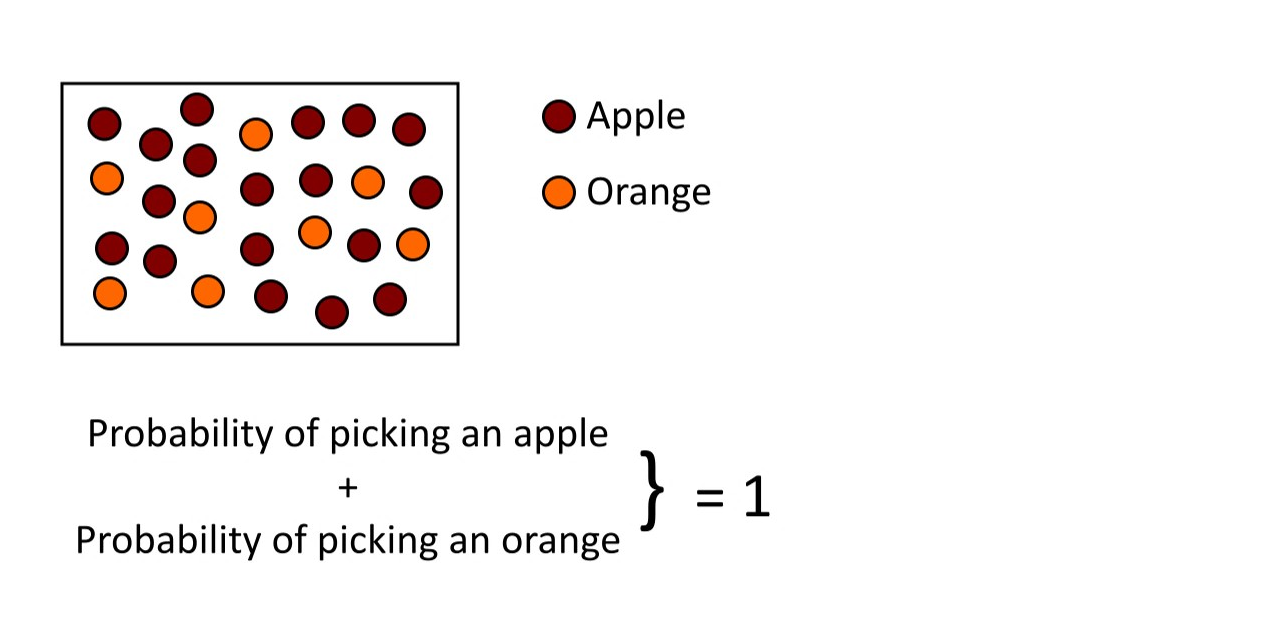 Apple
Orange
Probability of picking an apple
+
Probability of picking an orange
} = 1